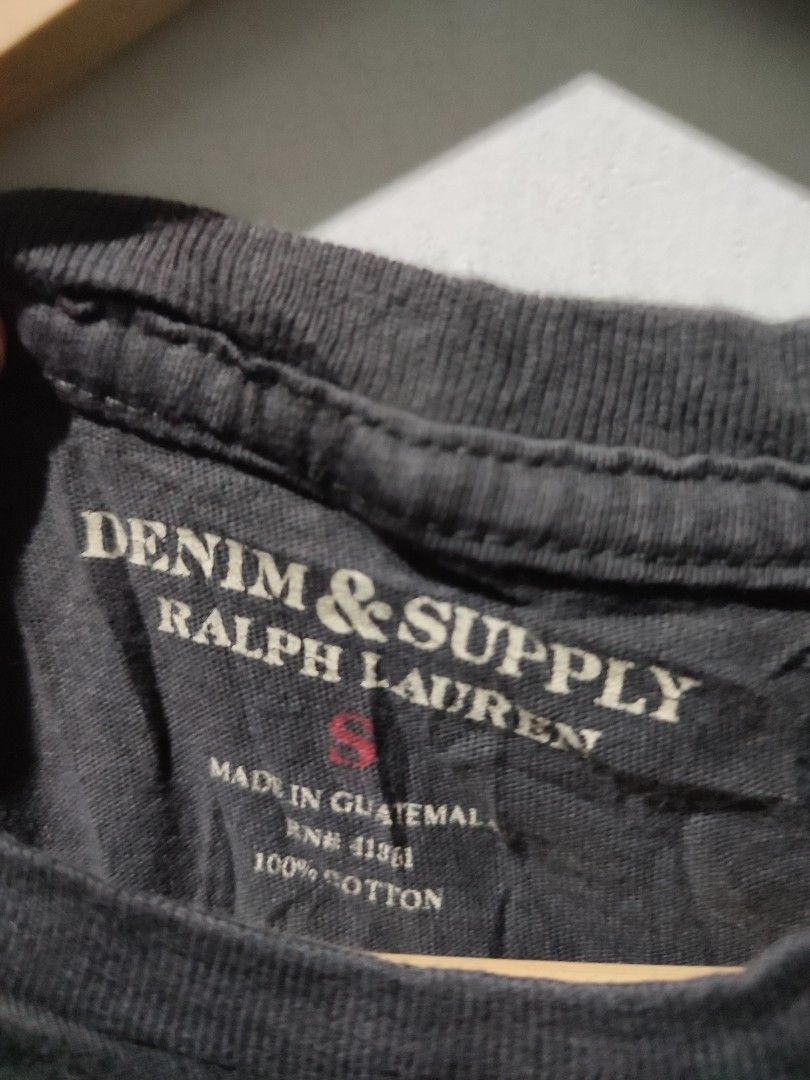 DENIM & SUPPLY
RALPH LAUREN
S
MADE IN GUATEMALA
RN# 41381
100% COTTON